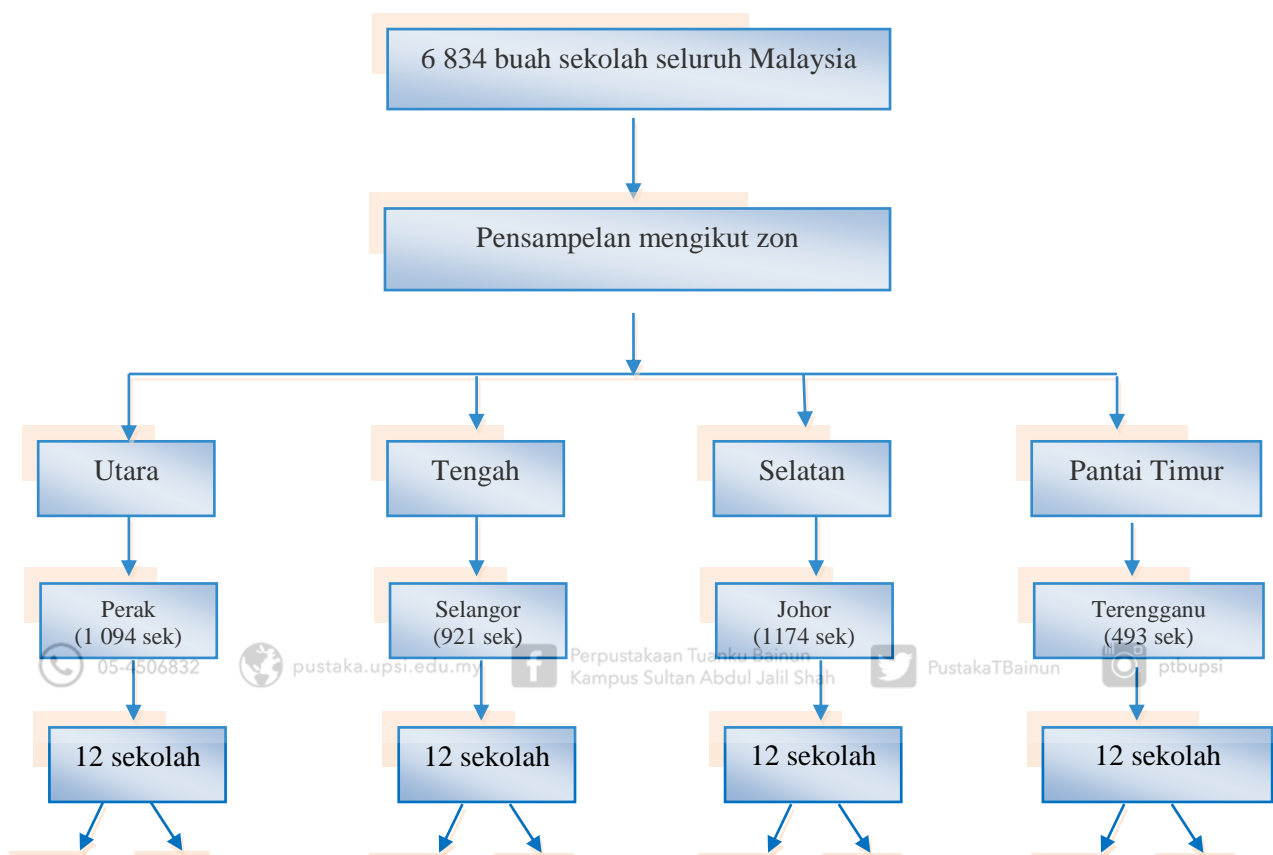 6 834 buah sekolah seluruh Malaysia
Pensampelan mengikut zon
Utara
Tengah
Selatan
Pantai Timur
Perak
(1 094 sek)
Selangor
(921 sek)
Johor
(1174 sek)
Terengganu
(493 sek)
05-4506832
pustaka.upsi.edu.my
Perpustakaan Tuanku Bainun
Kampus Sultan Abdul Jalil Shah
PustakaTBainun
ptbupsi
12 sekolah
12 sekolah
12 sekolah
12 sekolah